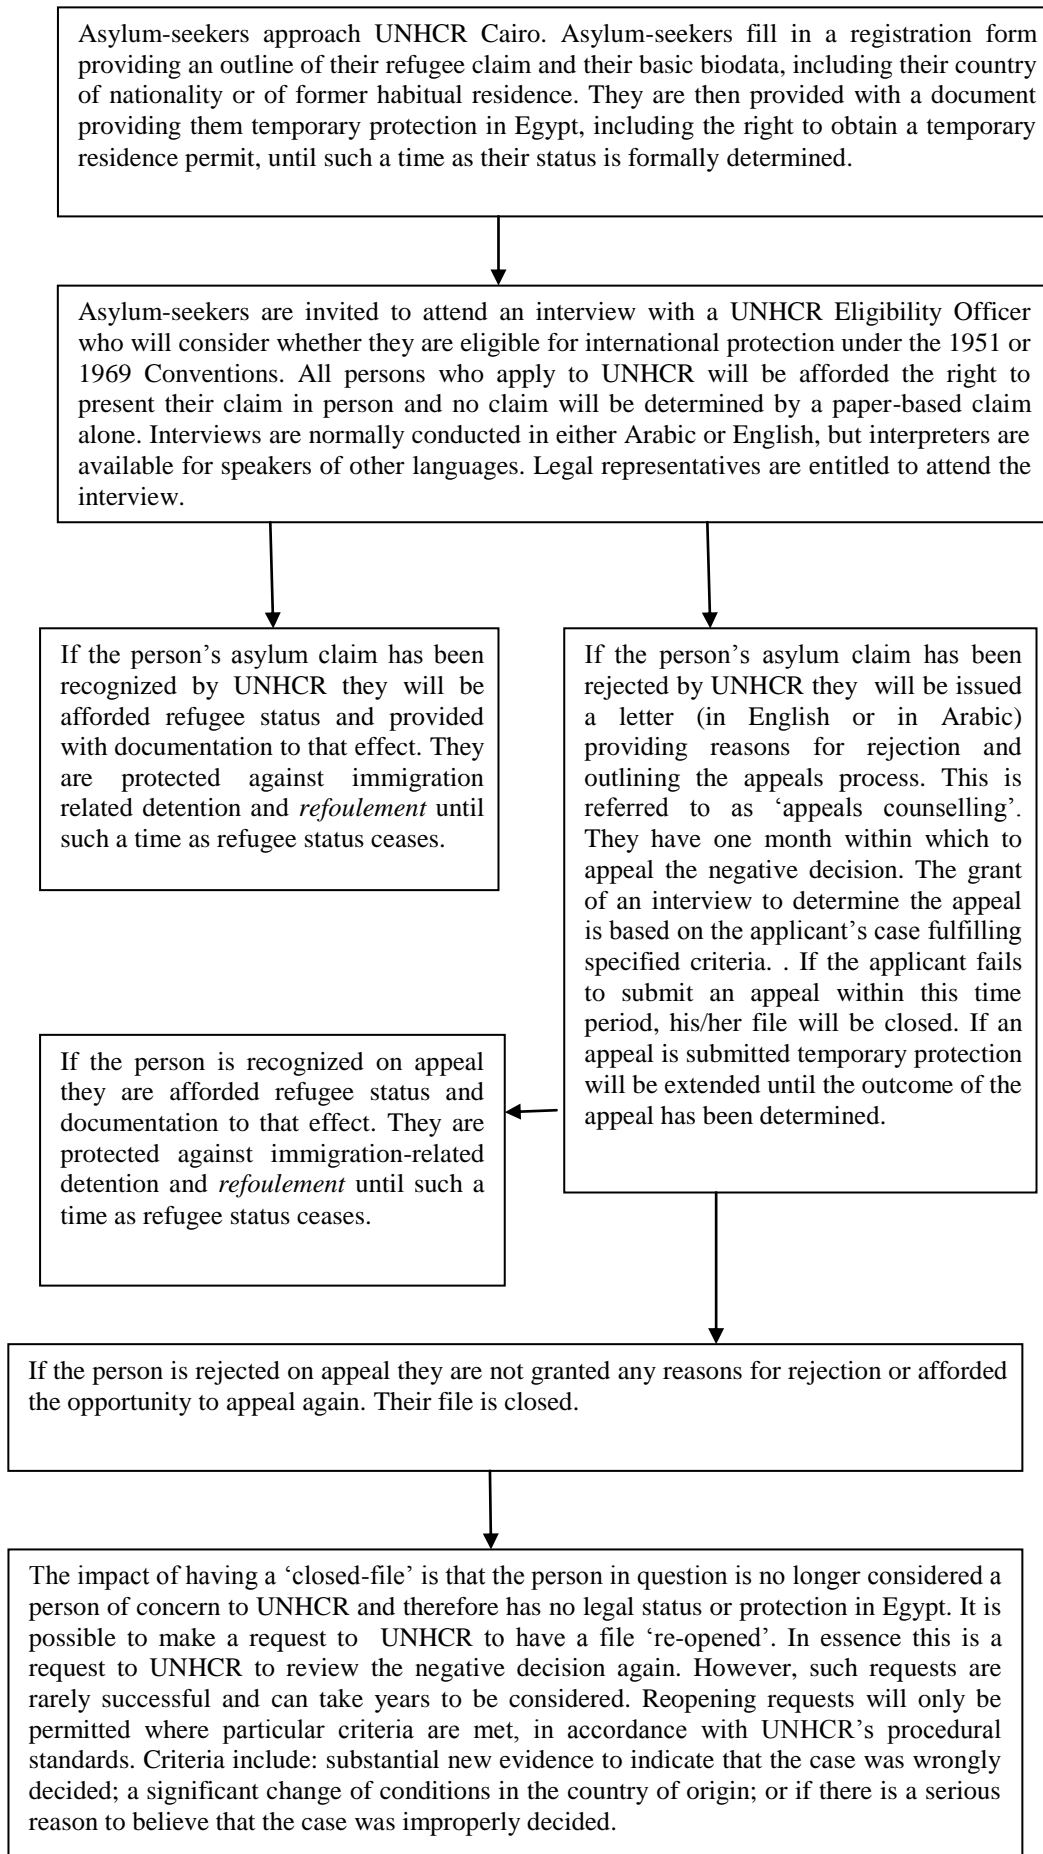 Asylum-seekers approach UNHCR Cairo. Asylum-seekers fill in a registration form
providing an outline of their refugee claim and their basic biodata, including their country
of nationality or of former habitual residence. They are then provided with a document
providing them temporary protection in Egypt, including the right to obtain a temporary
residence permit, until such a time as their status is formally determined.
Asylum-seekers are invited to attend an interview with a UNHCR Eligibility Officer
who will consider whether they are eligible for international protection under the 1951 or
1969 Conventions. All persons who apply to UNHCR will be afforded the right to
present their claim in person and no claim will be determined by a paper-based claim
alone. Interviews are normally conducted in either Arabic or English, but interpreters are
available for speakers of other languages. Legal representatives are entitled to attend the
interview.
If the person’s asylum claim has been
recognized by UNHCR they will be
afforded refugee status and provided
with documentation to that effect. They
are protected against immigration
related detention and refoulement until
such a time as refugee status ceases.
If the person’s asylum claim has been
rejected by UNHCR they will be issued
a letter (in English or in Arabic)
providing reasons for rejection and
outlining the appeals process. This is
referred to as ‘appeals counselling’.
They have one month within which to
appeal the negative decision. The grant
of an interview to determine the appeal
is based on the applicant’s case fulfilling
specified criteria. . If the applicant fails
to submit an appeal within this time
period, his/her file will be closed. If an
appeal is submitted temporary protection
will be extended until the outcome of the
appeal has been determined.
If the person is recognized on appeal
they are afforded refugee status and
documentation to that effect. They are
protected against immigration-related
detention and refoulement until such a
time as refugee status ceases.
If the person is rejected on appeal they are not granted any reasons for rejection or afforded
the opportunity to appeal again. Their file is closed.
The impact of having a ‘closed-file’ is that the person in question is no longer considered a
person of concern to UNHCR and therefore has no legal status or protection in Egypt. It is
possible to make a request to UNHCR to have a file ‘re-opened’. In essence this is a
request to UNHCR to review the negative decision again. However, such requests are
rarely successful and can take years to be considered. Reopening requests will only be
permitted where particular criteria are met, in accordance with UNHCR’s procedural
standards. Criteria include: substantial new evidence to indicate that the case was wrongly
decided; a significant change of conditions in the country of origin; or if there is a serious
reason to believe that the case was improperly decided.